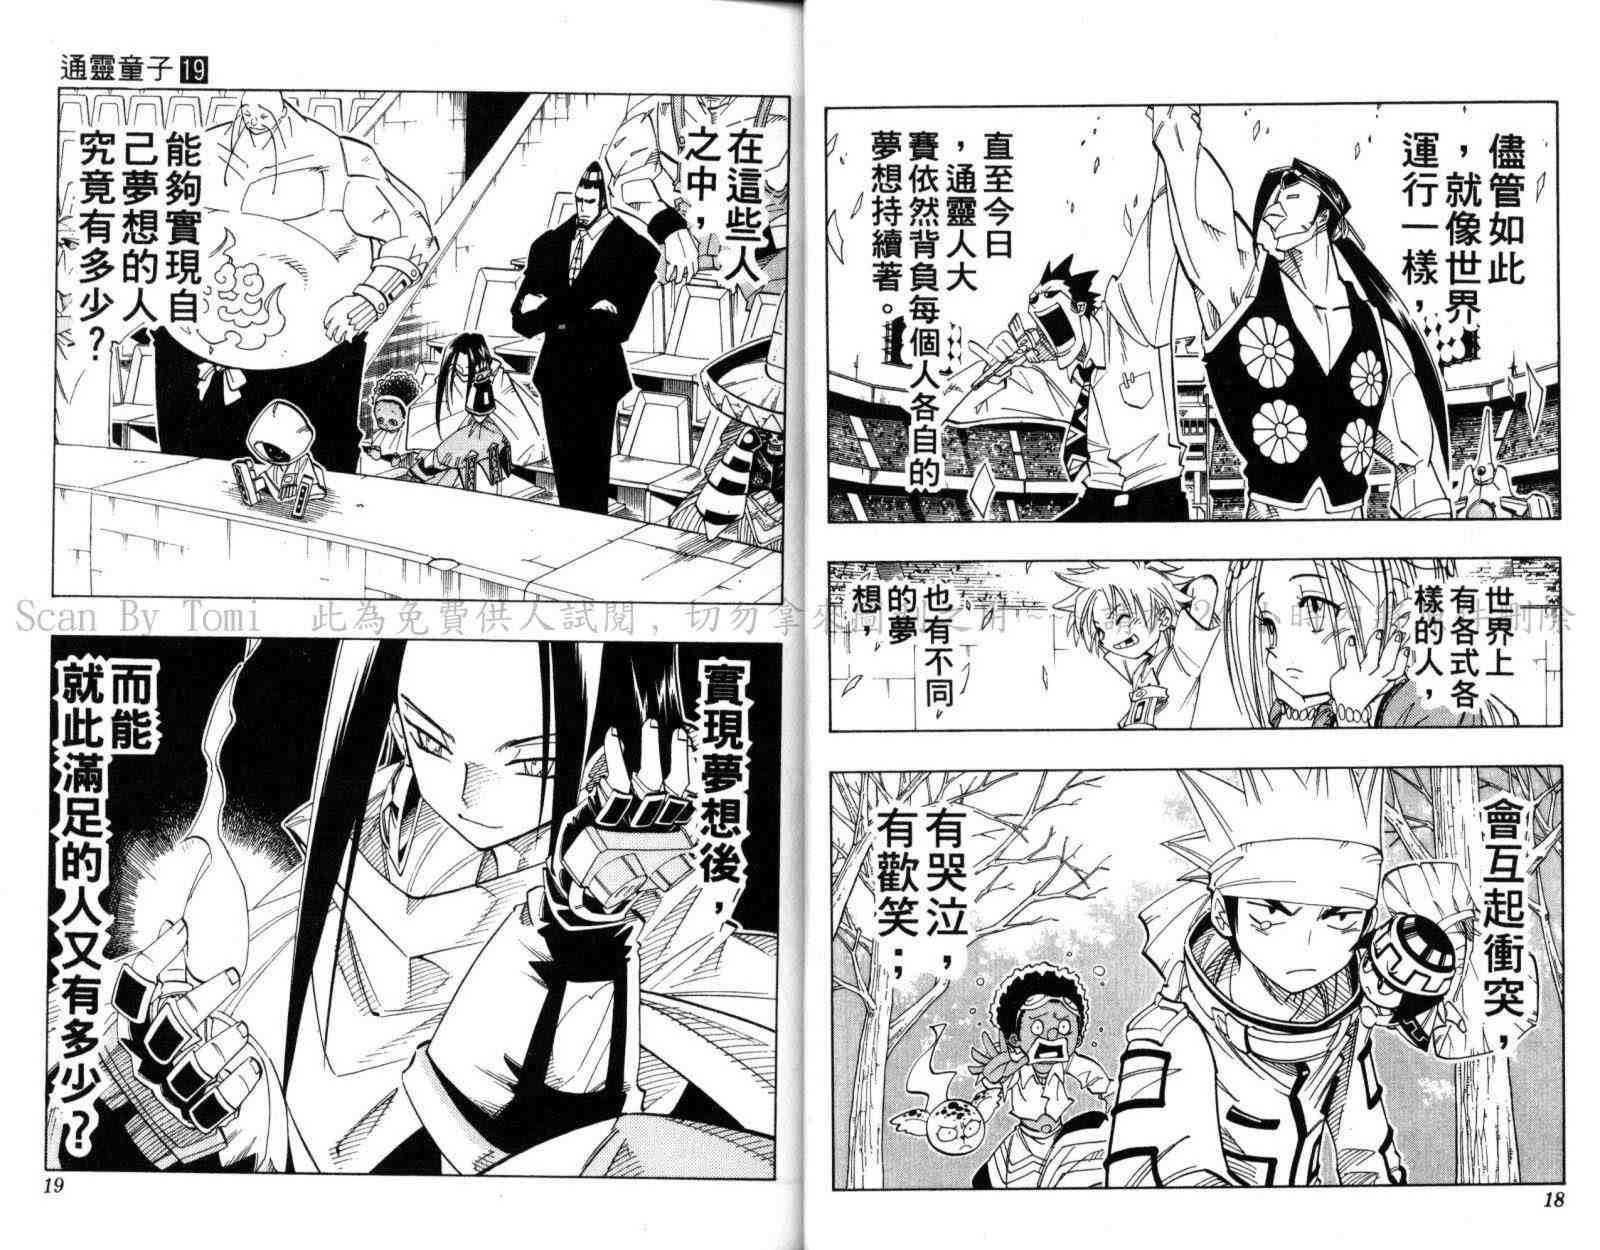 儘管如此
，就像世界
運行一樣，
直至今日
，通靈人大
賽依然背負每個人各自的
夢想持續著。
世界上
有各式各
樣的人，
也有不同
的夢
想，
會互起衝突，
有哭泣，
有歡笑；
18
通靈童子 19
在這些人
之中，
能夠實現自
己夢想的人
究竟有多少？
實現夢想後，
而能
就此滿足的人又有多少？
19
Scan By Tomi 此為免費供人試閱，切勿拿來